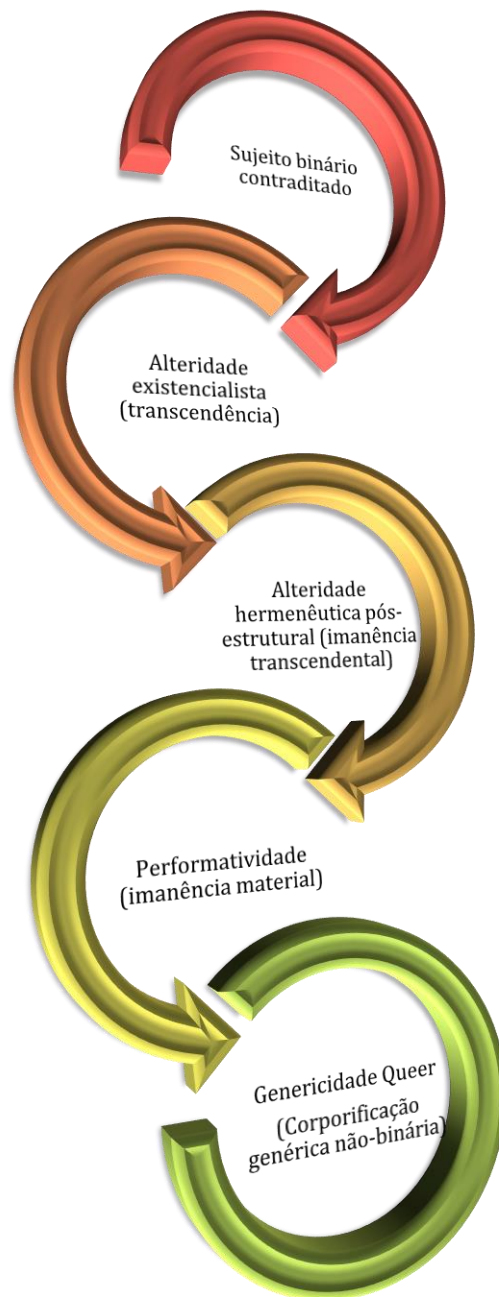 Sujeito binário
contraditado
Alteridade
existencialista
(transcendência)
Alteridade
hermenêutica pós-
estrutural (imanência
transcendental)
Performatividade
(imanência material)
Genericidade Queer
(Corporificação
genérica não-binária)